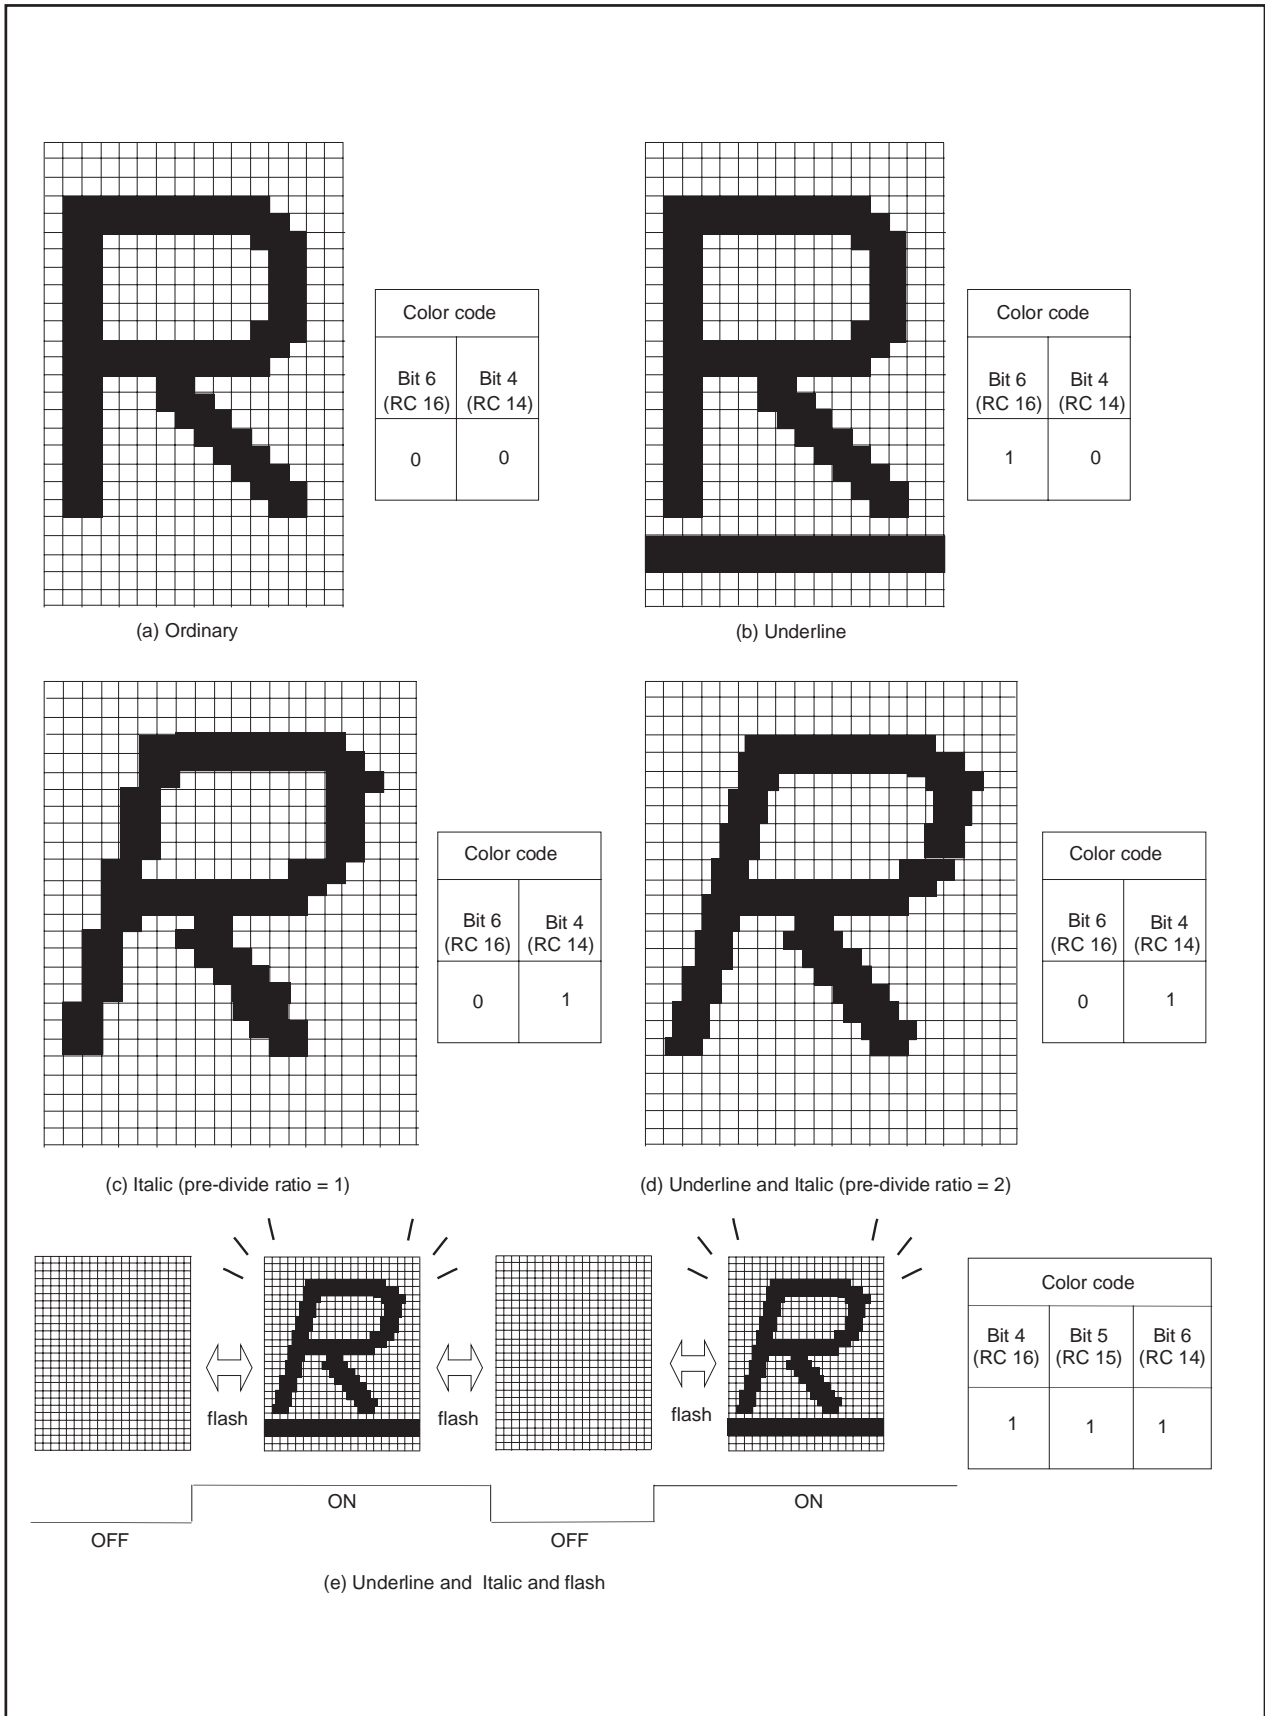 Color code
Bit 6 Bit 4
(RC 16) (RC 14)
0 0
(a) Ordinary
Color code
Bit 6 Bit 4
(RC 16) (RC 14)
1 0
(b) Underline
Color code
Bit 6 Bit 4
(RC 16) (RC 14)
0 1
(c) Italic (pre-divide ratio = 1)
Color code
Bit 6 Bit 4
(RC 16) (RC 14)
0 1
(d) Underline and Italic (pre-divide ratio = 2)
flash flash flash
Color code
Bit 4 Bit 5 Bit 6
(RC 16) (RC 15) (RC 14)
1 1 1
ON ON
OFF OFF
(e) Underline and Italic and flash